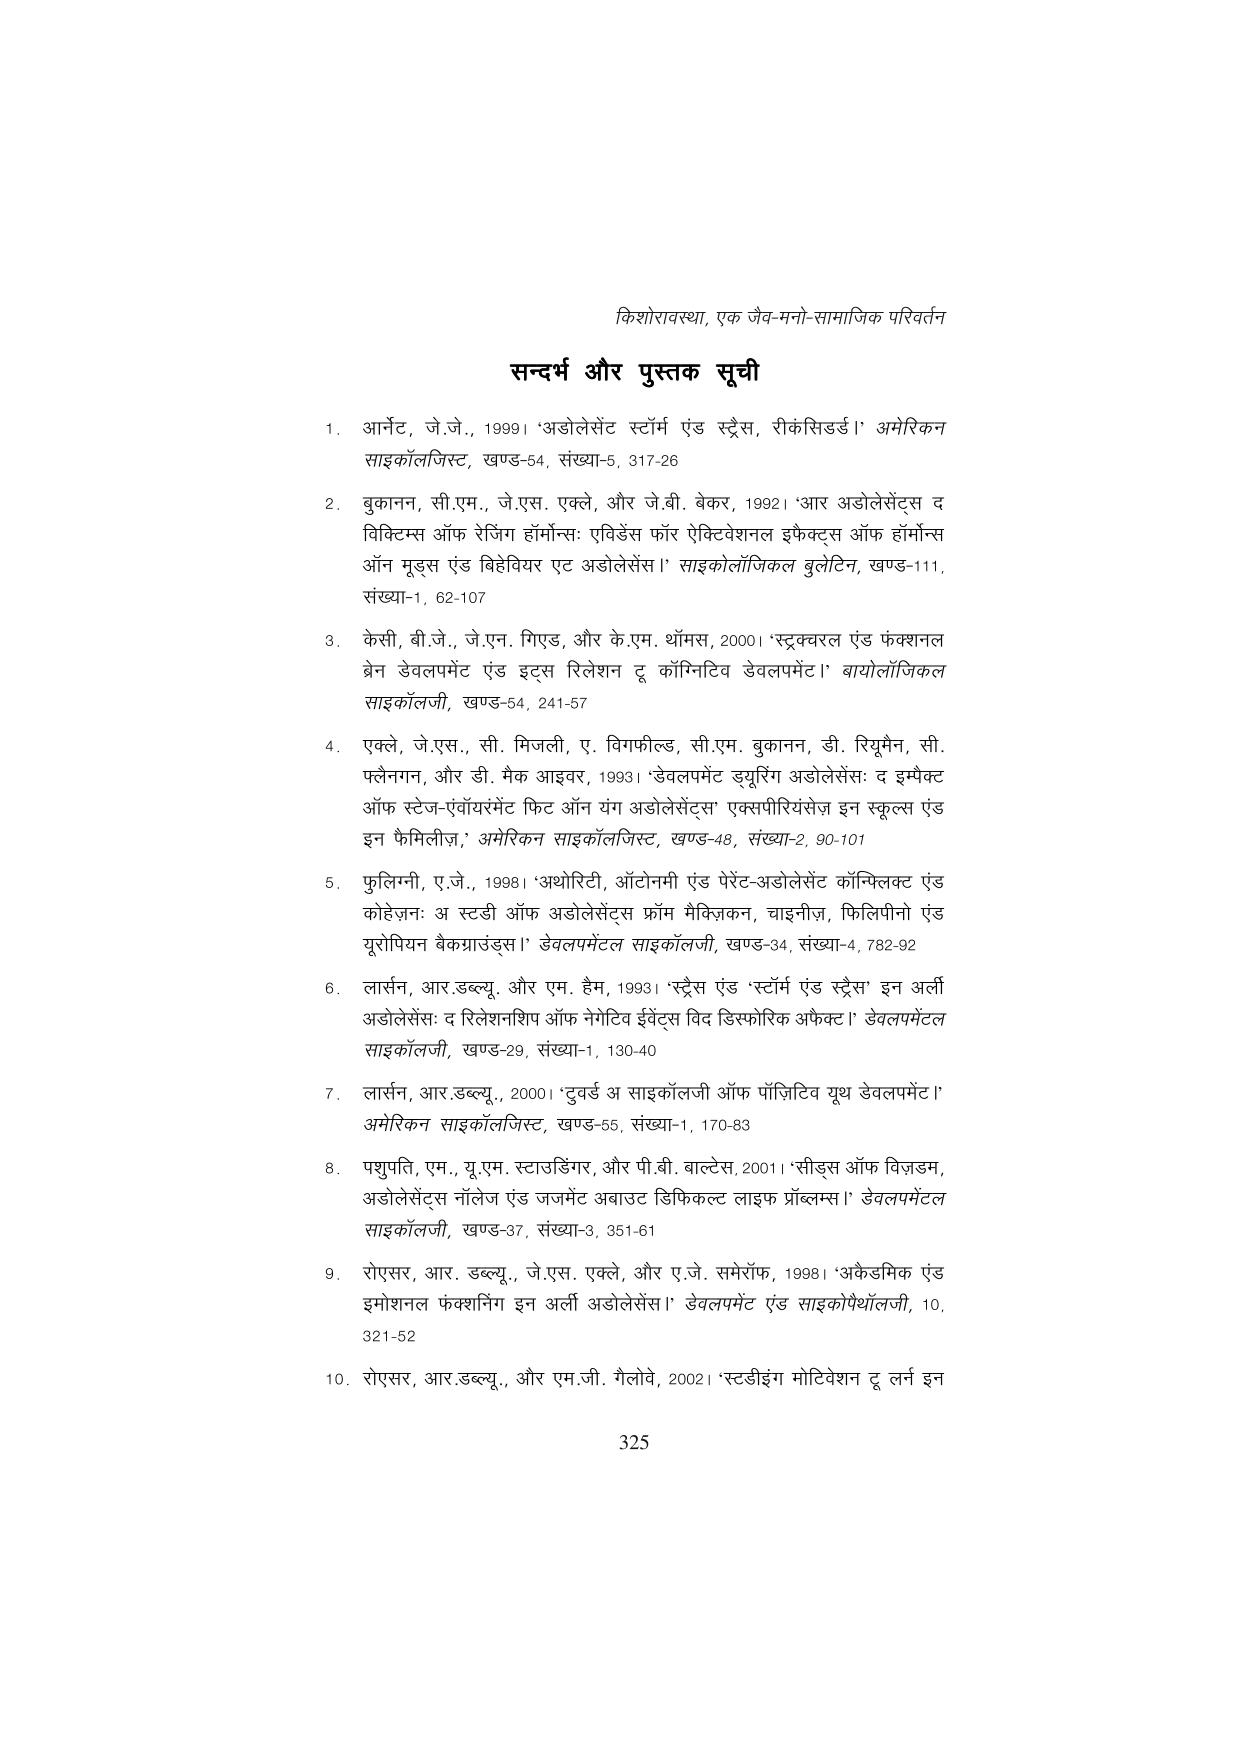 किशोरावस्था, एक जैव-मनो-सामाजिक परिवर्तन
सन्दर्भ और पुस्तक सूची
1. आर्नेट, जे.जे., 1999। ‘अडोलेसेंट स्टॉर्म एंड स्ट्रैस, रीकंसिडर्ड।’ अमेरिकन
साइकॉलजिस्ट, खण्ड-54, संख्या-5, 317-26
2. बुकानन, सी.एम., जे.एस. एक्ले, और जे.बी. बेकर, 1992। ‘आर अडोलेसेंट्स द
विक्टिम्स ऑफ रेजिंग हॉर्मोन्सः एविडेंस फॉर ऐक्टिवेशनल इफैक्ट्स ऑफ हॉर्मोन्स
ऑन मूड्स एंड बिहेवियर एट अडोलेसेंस।’ साइकोलॉजिकल बुलेटिन, खण्ड-111,
संख्या-1, 62-107
3. केसी, बी.जे., जे.एन. गिएड, और के.एम. थॉमस, 2000। ‘स्ट्रक्चरल एंड फंक्शनल
ब्रेन डेवलपमेंट एंड इट्स रिलेशन टू कॉग्निटिव डेवलपमेंट।’ बायोलॉजिकल
साइकॉलजी, खण्ड-54, 241-57
4. एक्ले, जे.एस., सी. मिजली, ए. विगफील्ड, सी.एम. बुकानन, डी. रियूमैन, सी.
फ्लैनगन, और डी. मैक आइवर, 1993। ‘डेवलपमेंट ड्यूरिंग अडोलेसेंसः द इम्पैक्ट
ऑफ स्टेज-एंवॉयरंमेंट फिट ऑन यंग अडोलेसेंट्स’ एक्सपीरियंसेज़ इन स्कूल्स एंड
इन फैमिलीज़,’ अमेरिकन साइकॉलजिस्ट, खण्ड-48, संख्या-2, 90-101
5. फुलिग्नी, ए.जे., 1998। ‘अथोरिटी, ऑटोनमी एंड पेरेंट-अडोलेसेंट कॉन्फ्लिक्ट एंड
कोहेज़नः अ स्टडी ऑफ अडोलेसेंट्स फ्रॉम मैक्ज़िकन, चाइनीज़, फिलिपीनो एंड
यूरोपियन बैकग्राउंड्स।’ डेवलपमेंटल साइकॉलजी, खण्ड-34, संख्या-4, 782-92
6. लार्सन, आर.डब्ल्यू. और एम. हैम, 1993। ‘स्ट्रैस एंड ‘स्टॉर्म एंड स्ट्रैस’ इन अर्ली
अडोलेसेंसः द रिलेशनशिप ऑफ नेगेटिव ईवेंट्स विद डिस्फोरिक अफैक्ट।’ डेवलपमेंटल
साइकॉलजी, खण्ड-29, संख्या-1, 130-40
7. लार्सन, आर.डब्ल्यू., 2000। ‘टुवर्ड अ साइकॉलजी ऑफ पॉज़िटिव यूथ डेवलपमेंट।’
अमेरिकन साइकॉलजिस्ट, खण्ड-55, संख्या-1, 170-83
8. पशुपति, एम., यू.एम. स्टाउडिंगर, और पी.बी. बाल्टेस, 2001। ‘सीड्स ऑफ विज़डम,
अडोलेसेंट्स नॉलेज एंड जजमेंट अबाउट डिफिकल्ट लाइफ प्रॉब्लम्स।’ डेवलपमेंटल
साइकॉलजी, खण्ड-37, संख्या-3, 351-61
9. रोएसर, आर. डब्ल्यू., जे.एस. एक्ले, और ए.जे. समेरॉफ, 1998। ‘अकैडमिक एंड
इमोशनल फंक्शनिंग इन अर्ली अडोलेसेंस।’ डेवलपमेंट एंड साइकोपैथॉलजी, 10,
321-52
10. रोएसर, आर.डब्ल्यू., और एम.जी. गैलोवे, 2002। ‘स्टडीइंग मोटिवेशन टू लर्न इन
325